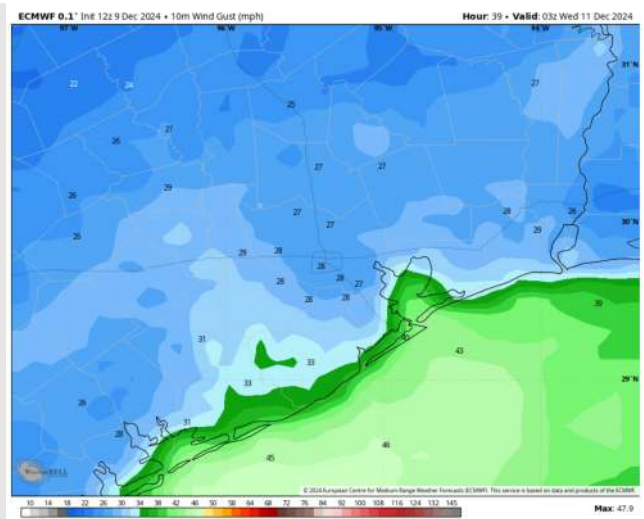 ECMWF 0.1° Init 12z 9 Dec 2024 • 10m Wind Gust (mph)
Hour: 39 • Valid: 03z Wed 11 Dec 2024
97°W 96°W 95°W 94°W
31°N
22 24 27
25
26 27
27 27
29
26
27 28 28
30°N
26 27 29
29 28
28
28 28 27
28 28
39
31
40
43
33
29°N
33
26
31
28
46
45
WeatherBELL
© 2024 European Centre for Medium-Range Weather Forecasts (ECMWF). This service is based on data and products of the ECMWF.
10 14 18 22 26 30 34 38 42 46 50 54 58 64 68 72 76 84 92 100 108 116 124 132 145
Max: 47.9